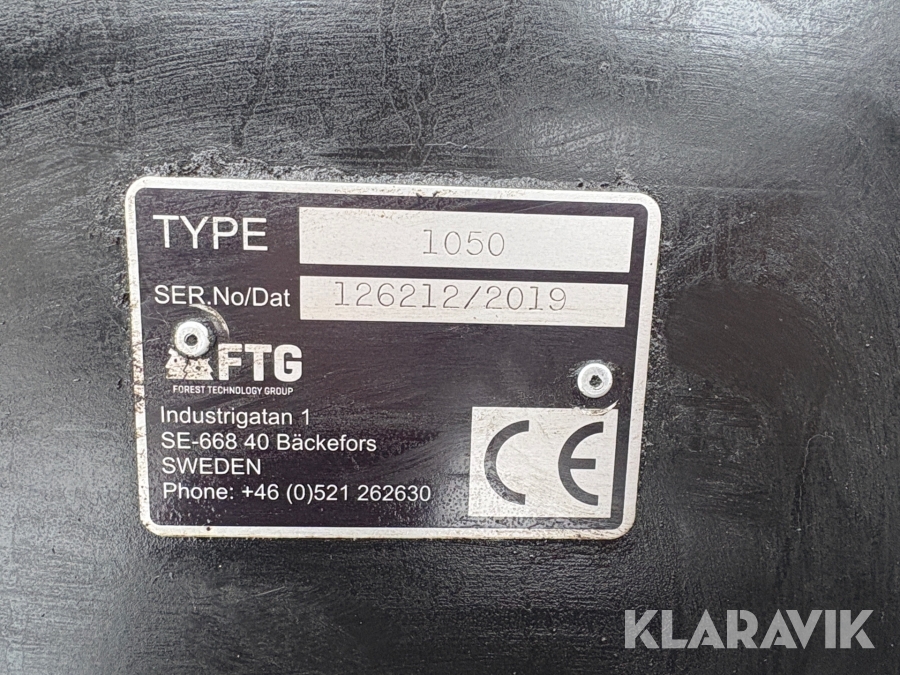 TYPE 1050
SER.No/Dat 126212/2019
FTG
FOREST TECHNOLOGY GROUP
Industrigatan 1
SE-668 40 Bäckefors
SWEDEN
Phone: +46 (0)521 262630
CE
KLARAVIK